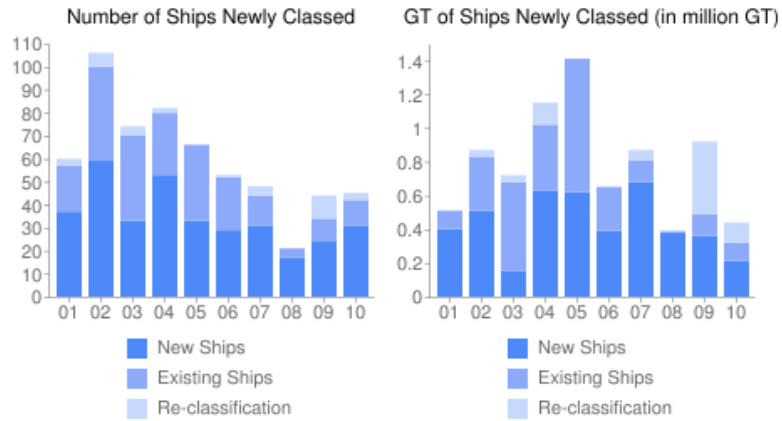 Number of Ships Newly Classed
110
100
90
80
70
60
50
40
30
20
10
0
01 02 03 04 05 06 07 08 09 10
New Ships
Existing Ships
Re-classification
GT of Ships Newly Classed (in million GT)
1.4
1.2
1
0.8
0.6
0.4
0.2
0
01 02 03 04 05 06 07 08 09 10
New Ships
Existing Ships
Re-classification